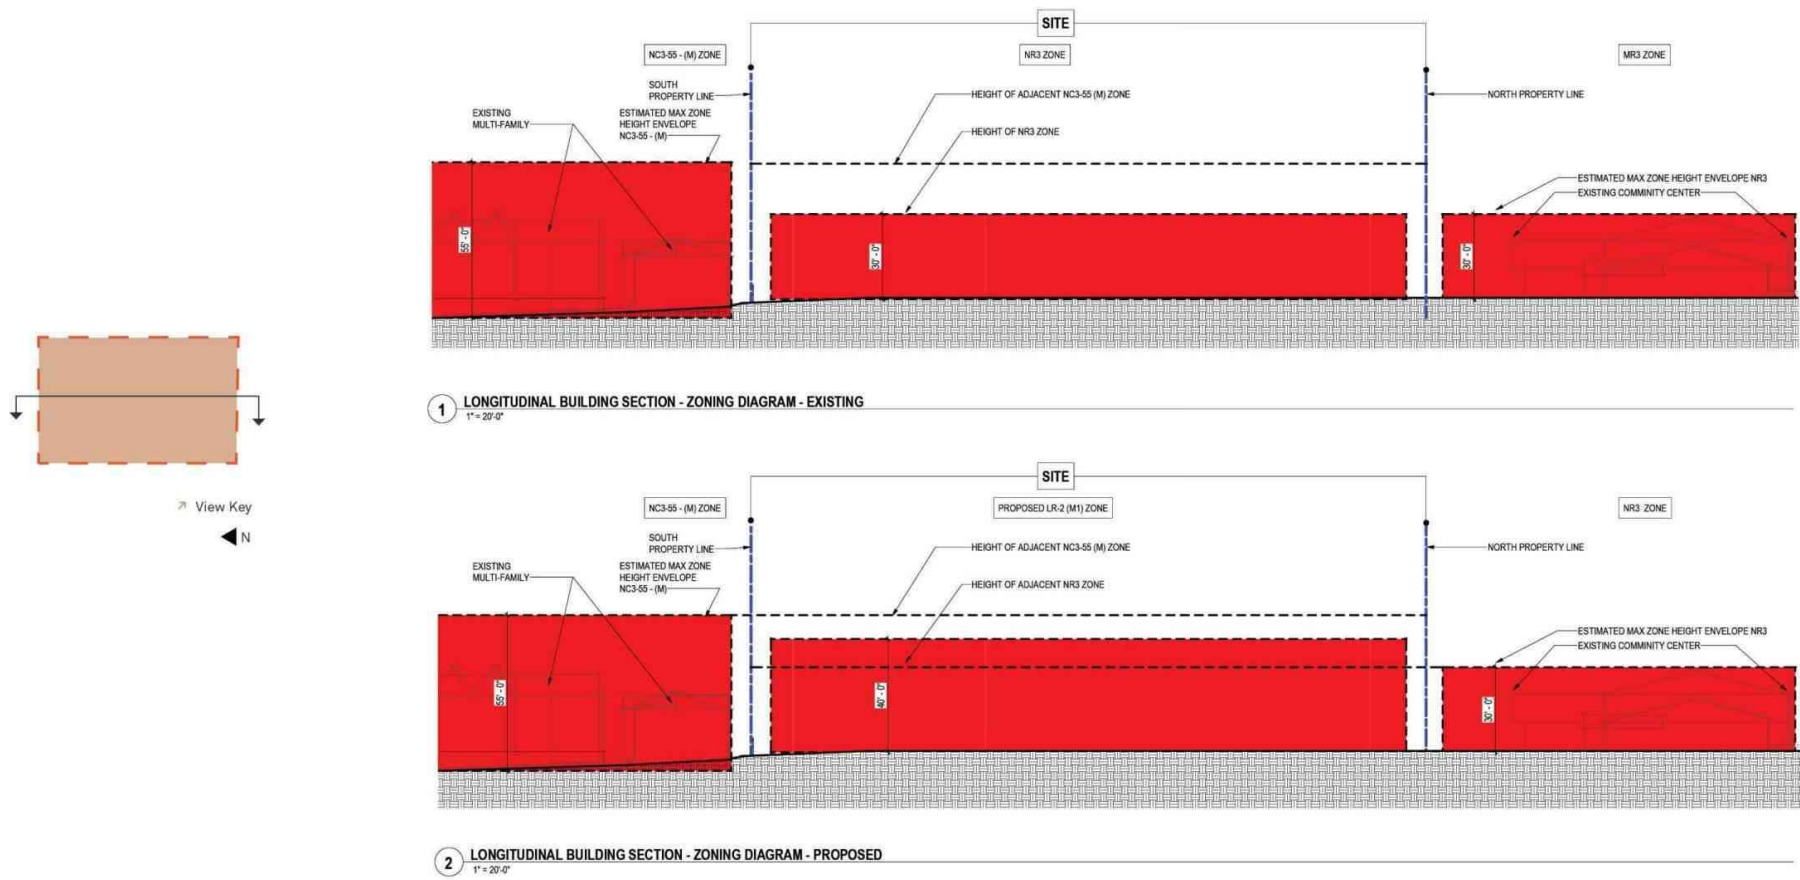 SITE
NC3-55 - (M) ZONE
NR3 ZONE
MR3 ZONE
SOUTH
PROPERTY LINE
HEIGHT OF ADJACENT NC3-55 (M) ZONE
NORTH PROPERTY LINE
EXISTING
MULTI-FAMILY
ESTIMATED MAX ZONE
HEIGHT ENVELOPE
NC3-55 - (M)
HEIGHT OF NR3 ZONE
ESTIMATED MAX ZONE HEIGHT ENVELOPE NR3
EXISTING COMMINITY CENTER
55' - 0"
30' - 0"
30' - 0"
1 LONGITUDINAL BUILDING SECTION - ZONING DIAGRAM - EXISTING
1" = 20'-0"
View Key
N
SITE
NC3-55 - (M) ZONE
PROPOSED LR-2 (M1) ZONE
NR3 ZONE
SOUTH
PROPERTY LINE
HEIGHT OF ADJACENT NC3-55 (M) ZONE
NORTH PROPERTY LINE
EXISTING
MULTI-FAMILY
ESTIMATED MAX ZONE
HEIGHT ENVELOPE
NC3-55 - (M)
HEIGHT OF ADJACENT NR3 ZONE
ESTIMATED MAX ZONE HEIGHT ENVELOPE NR3
EXISTING COMMINITY CENTER
55' - 0"
40' - 0"
30' - 0"
2 LONGITUDINAL BUILDING SECTION - ZONING DIAGRAM - PROPOSED
1" = 20'-0"